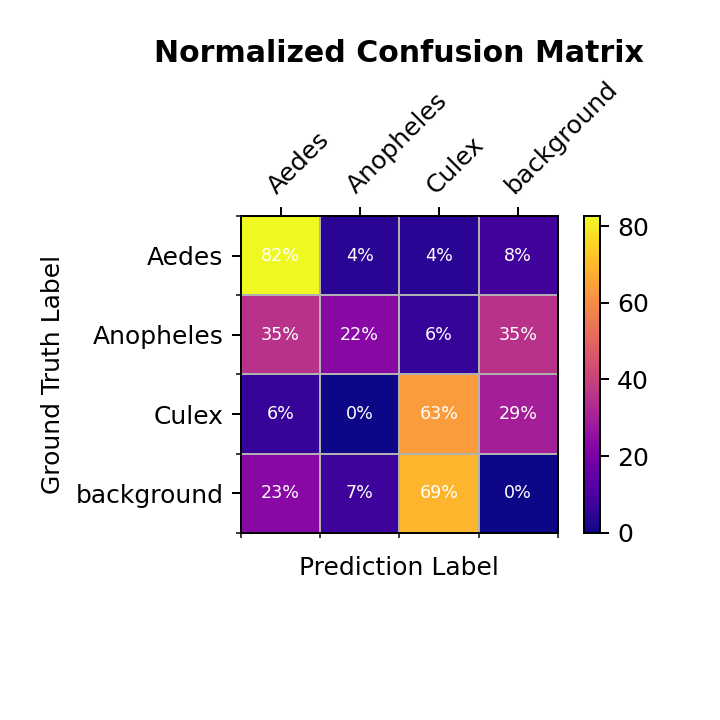 Normalized Confusion Matrix
Aedes Anopheles Culex background
Ground Truth Label
Aedes 82% 4% 4% 8%
Anopheles 35% 22% 6% 35%
Culex 6% 0% 63% 29%
background 23% 7% 69% 0%
80
60
40
20
0
Prediction Label